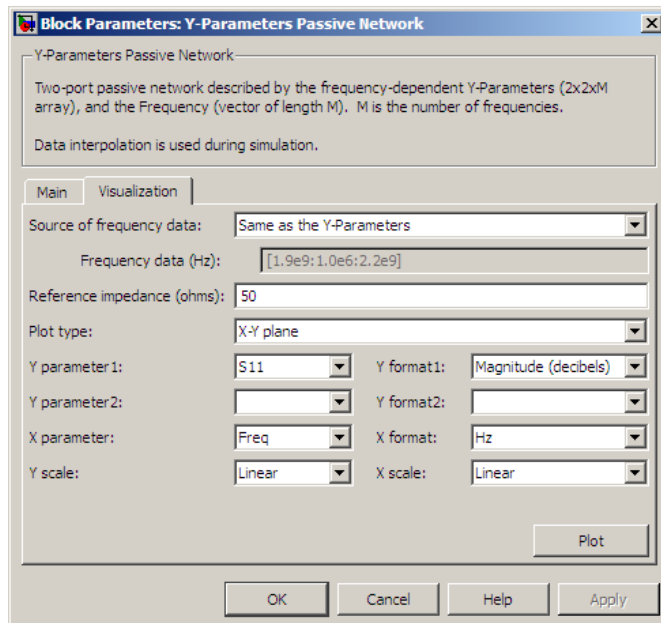 Block Parameters: Y-Parameters Passive Network
Y-Parameters Passive Network
Two-port passive network described by the frequency-dependent Y-Parameters (2x2xM
array), and the Frequency (vector of length M). M is the number of frequencies.
Data interpolation is used during simulation.
Main Visualization
Source of frequency data: Same as the Y-Parameters
Frequency data (Hz): [1.9e9:1.0e6:2.2e9]
Reference impedance (ohms): 50
Plot type: X-Y plane
Y parameter1: S11 Y format1: Magnitude (decibels)
Y parameter2: Y format2:
X parameter: Freq X format: Hz
Y scale: Linear X scale: Linear
Plot
OK Cancel Help Apply